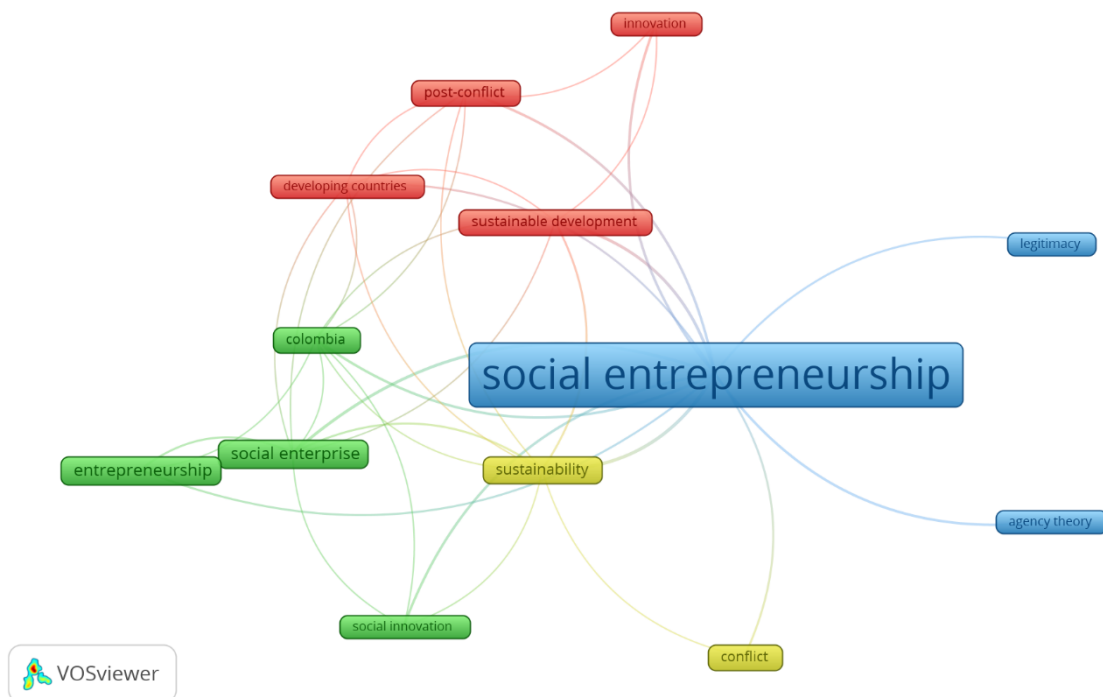 innovation
post-conflict
developing countries
sustainable development
legitimacy
colombia
social entrepreneurship
social enterprise
entrepreneurship
sustainability
agency theory
social innovation
conflict
VOSviewer